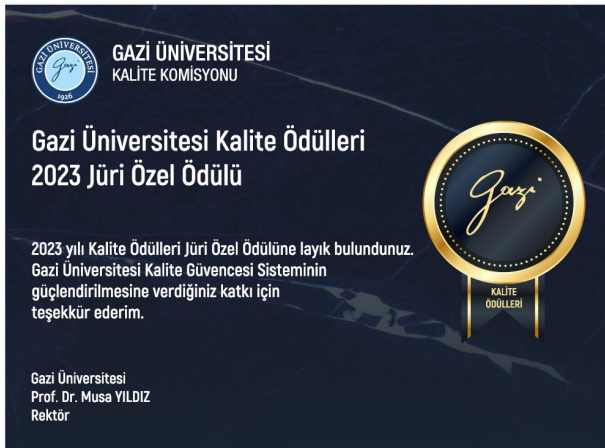 GAZİ ÜNİVERSİTESİ
1926
gazi
GAZİ ÜNİVERSİTESİ
KALİTE KOMİSYONU
Gazi Üniversitesi Kalite Ödülleri
2023 Jüri Özel Ödülü
gazi
KALİTE
ÖDÜLLERİ
2023 yılı Kalite Ödülleri Jüri Özel Ödülüne layık bulundunuz.
Gazi Üniversitesi Kalite Güvencesi Sisteminin
güçlendirilmesine verdiğiniz katkı için
teşekkür ederim.
Gazi Üniversitesi
Prof. Dr. Musa YILDIZ
Rektör